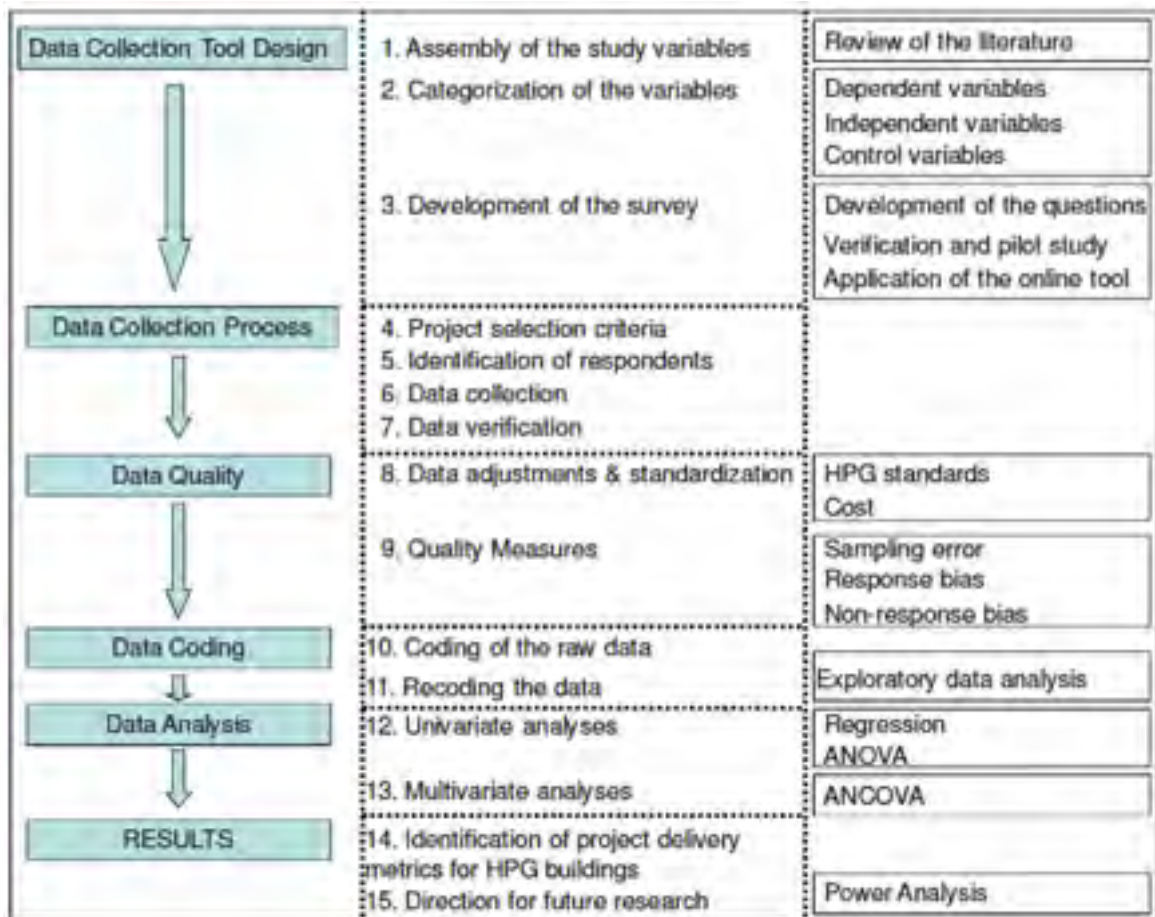 Data Collection Tool Design
1. Assembly of the study variables
Review of the literature
2. Categorization of the variables
Dependent variables
Independent variables
Control variables
3. Development of the survey
Development of the questions
Verification and pilot study
Application of the online tool
Data Collection Process
4. Project selection criteria
5. Identification of respondents
6. Data collection
7. Data verification
Data Quality
8. Data adjustments & standardization
HPG standards
Cost
9. Quality Measures
Sampling error
Response bias
Non-response bias
Data Coding
10. Coding of the raw data
11. Recoding the data
Exploratory data analysis
Data Analysis
12. Univariate analyses
Regression
ANOVA
13. Multivariate analyses
ANCOVA
RESULTS
14. Identification of project delivery
metrics for HPG buildings
15. Direction for future research
Power Analysis